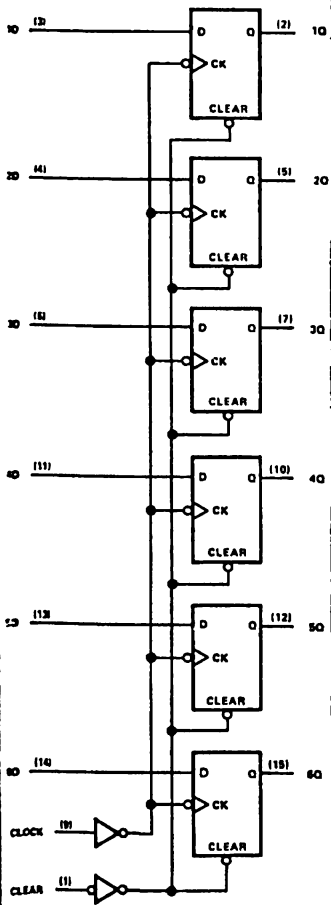 1D (3) D Q (2) 1Q
CK
CLEAR
2D (4) D Q (5) 2Q
CK
CLEAR
3D (6) D Q (7) 3Q
CK
CLEAR
4D (11) D Q (10) 4Q
CK
CLEAR
5D (13) D Q (12) 5Q
CK
CLEAR
6D (14) D Q (15) 6Q
CK
CLOCK (9)
CLEAR
CLEAR (1)